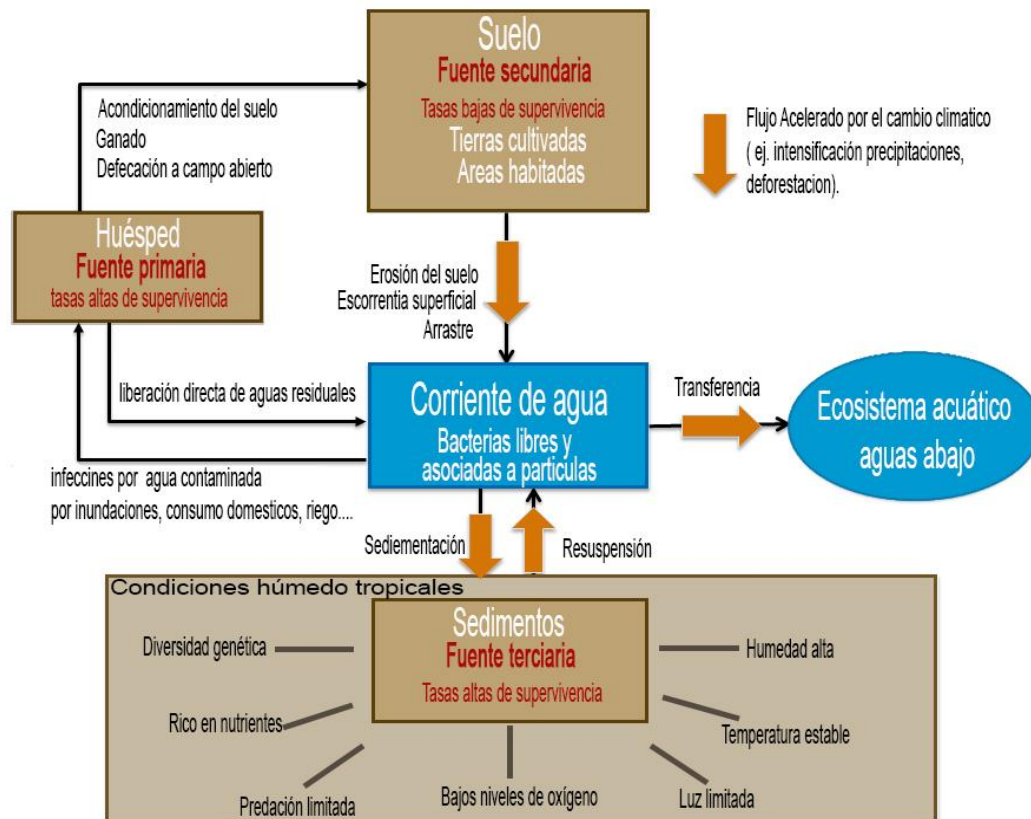 Suelo
Fuente secundaria
Tasas bajas de supervivencia
Tierras cultivadas
Areas habitadas
Acondicionamiento del suelo
Ganado
Defecación a campo abierto
Flujo Acelerado por el cambio climatico
( ej. intensificación precipitaciones,
deforestacion).
Huésped
Fuente primaria
tasas altas de supervivencia
Erosión del suelo
Escorrentia superficial
Arrastre
liberación directa de aguas residuales
Corriente de agua
Bacterias libres y
asociadas a particulas
Transferencia
Ecosistema acuático
aguas abajo
infeccines por agua contaminada
por inundaciones, consumo domesticos, riego....
Sediementación
Resuspensión
Condiciones húmedo tropicales
Sedimentos
Fuente terciaria
Tasas altas de supervivencia
Diversidad genética
Humedad alta
Rico en nutrientes
Temperatura estable
Predación limitada
Bajos niveles de oxígeno
Luz limitada